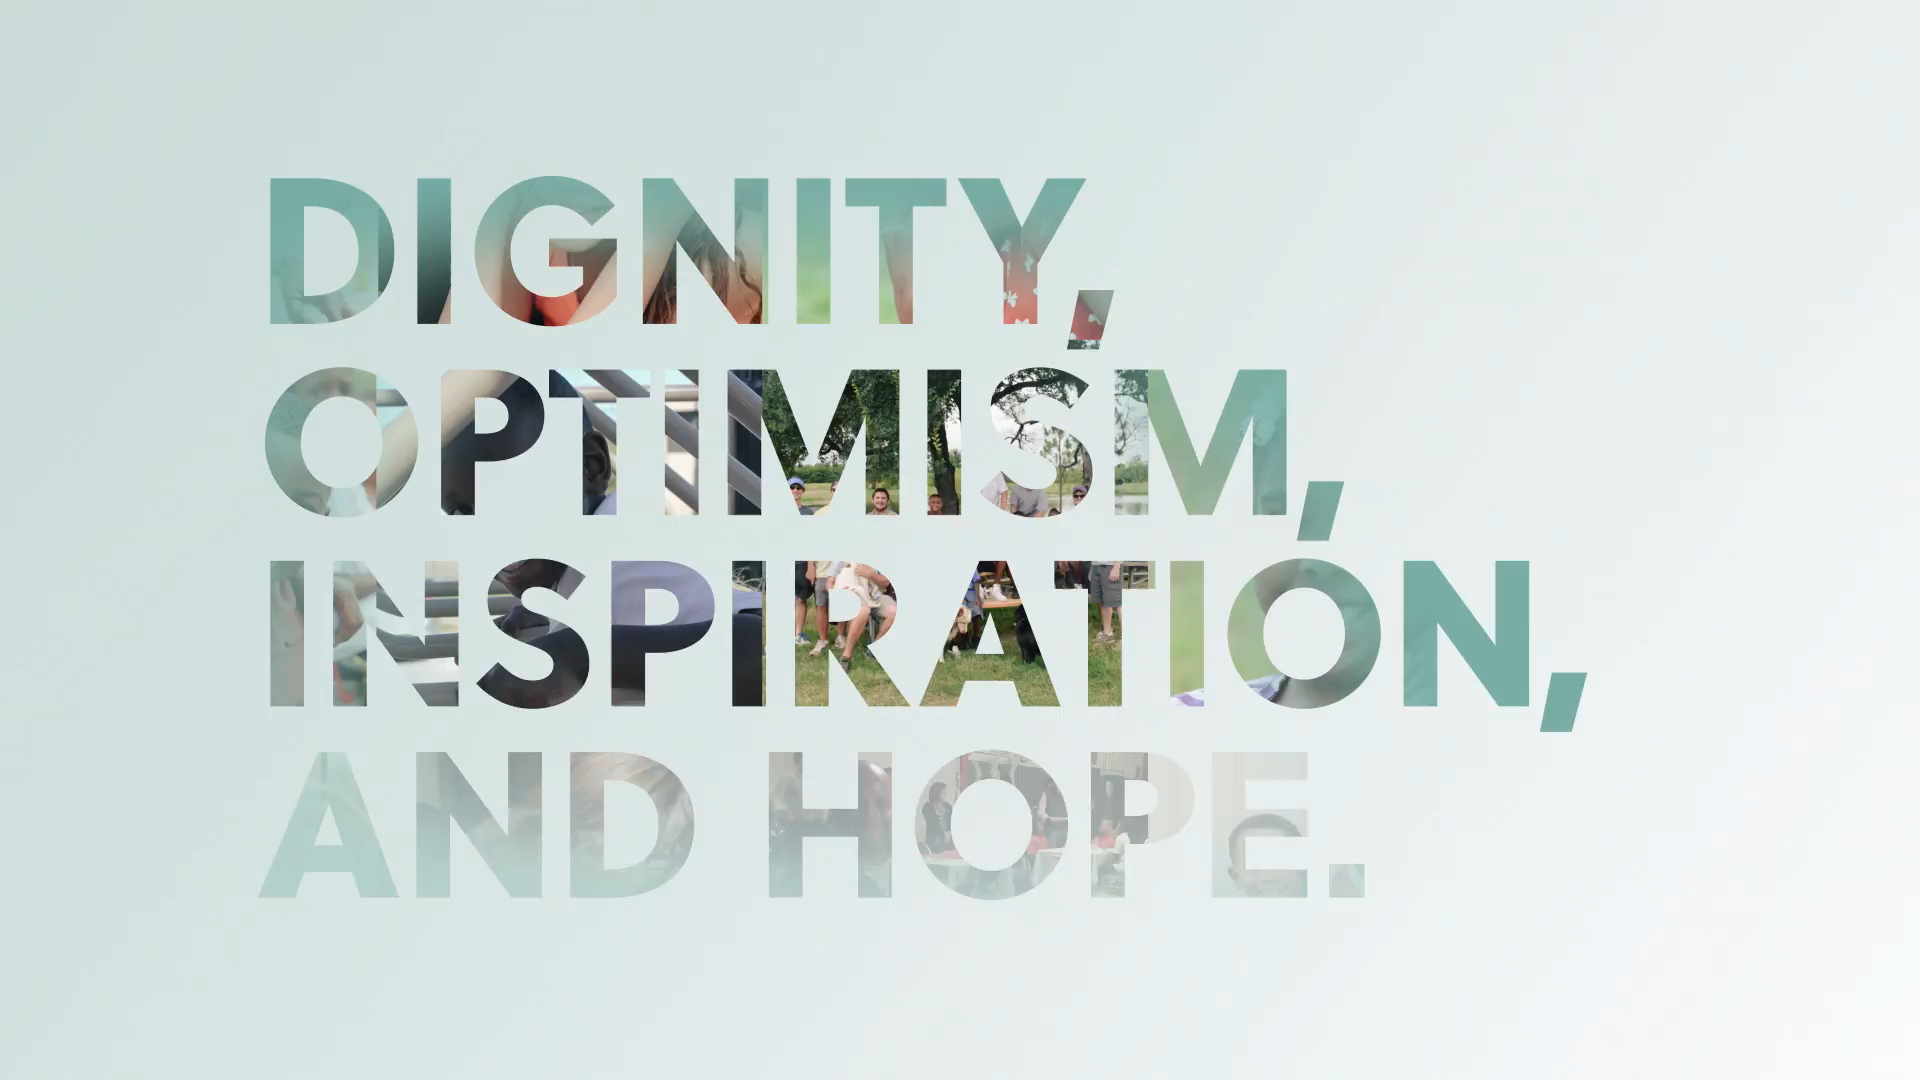 DIGNITY,
OPTIMISM,
INSPIRATION,
AND HOPE.